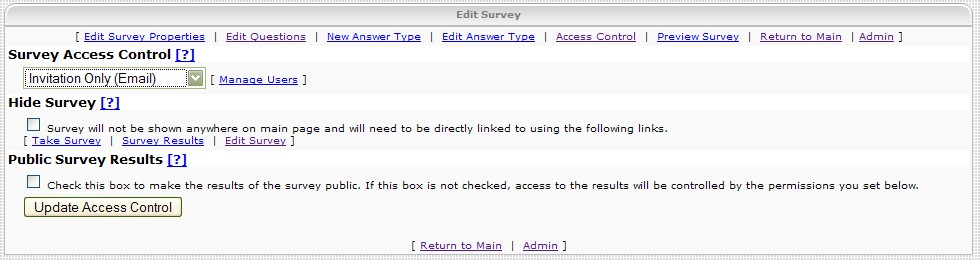 Edit Survey
[ Edit Survey Properties | Edit Questions | New Answer Type | Edit Answer Type | Access Control | Preview Survey | Return to Main | Admin ]
Survey Access Control [?]
Invitation Only (Email) [ Manage Users ]
Hide Survey [?]
Survey will not be shown anywhere on main page and will need to be directly linked to using the following links.
[ Take Survey | Survey Results | Edit Survey ]
Public Survey Results [?]
Check this box to make the results of the survey public. If this box is not checked, access to the results will be controlled by the permissions you set below.
Update Access Control
[ Return to Main | Admin ]